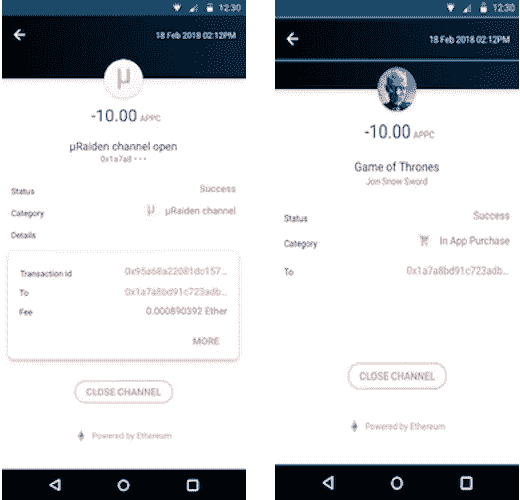 12:30
18 Feb 2018 02:12PM
μ
-10.00 APPC
μRaiden channel open
0x1a7a8 • • •
Status Success
Category μ μRaiden channel
Details
Transaction id 0x95a68a22081dc157...
To 0x1a7a8bd91c723adb...
Fee 0.000890392 Ether
MORE
CLOSE CHANNEL
Powered by Ethereum
12:30
18 Feb 2018 02:12PM
-10.00 APPC
Game of Thrones
Jon Snow Sword
Status Success
Category In App Purchase
To 0x1a7a8bd91c723adb...
CLOSE CHANNEL
Powered by Ethereum